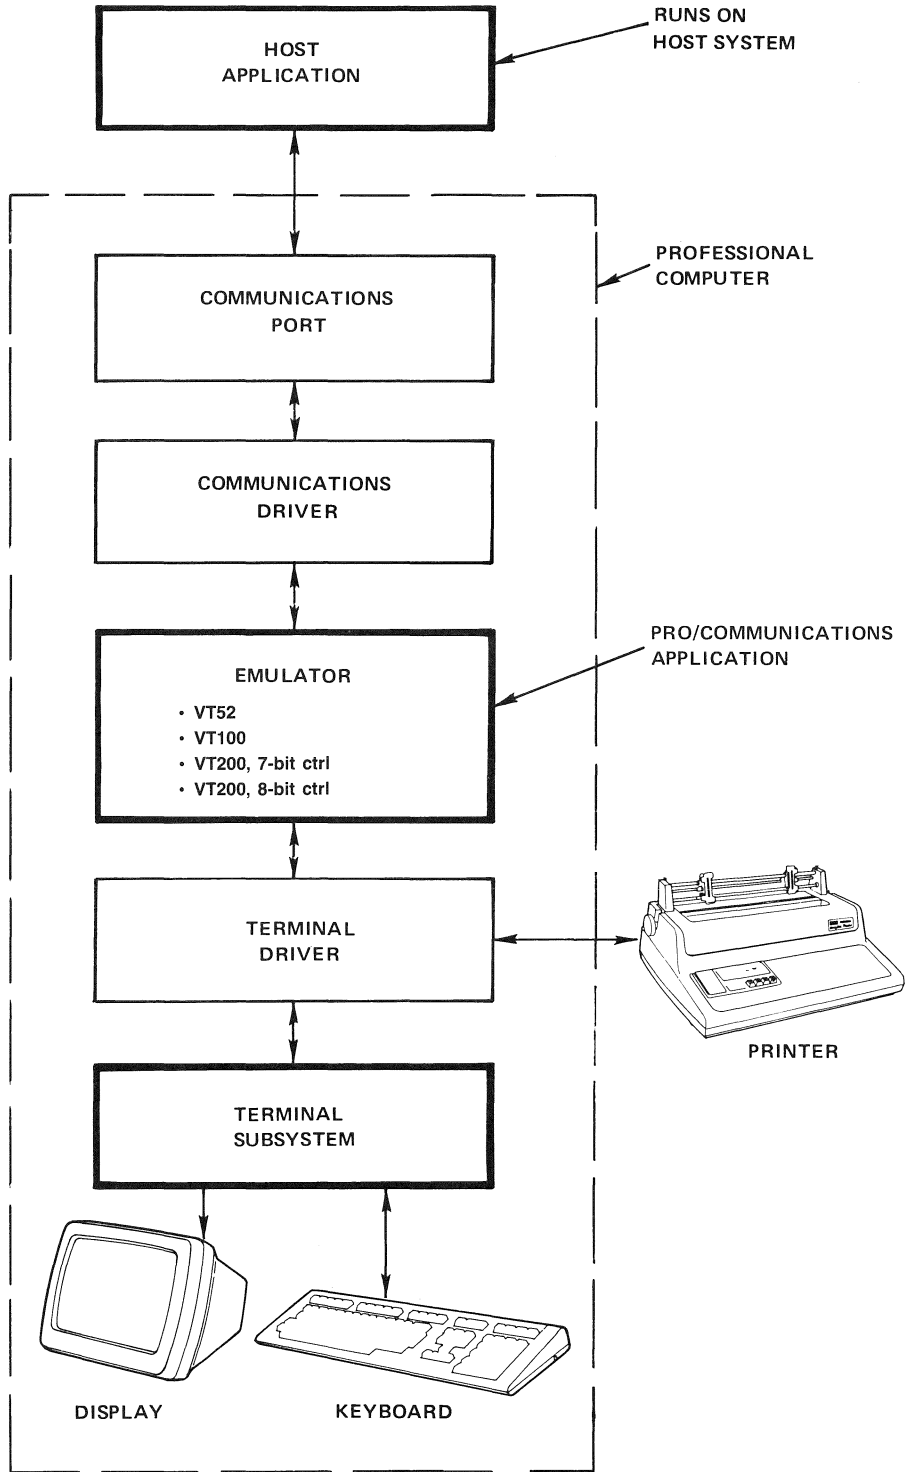 RUNS ON
HOST SYSTEM
HOST
APPLICATION
PROFESSIONAL
COMPUTER
COMMUNICATIONS
PORT
COMMUNICATIONS
DRIVER
PRO/COMMUNICATIONS
APPLICATION
EMULATOR
• VT52
• VT100
• VT200, 7-bit ctrl
• VT200, 8-bit ctrl
TERMINAL
DRIVER
PRINTER
TERMINAL
SUBSYSTEM
DISPLAY
KEYBOARD